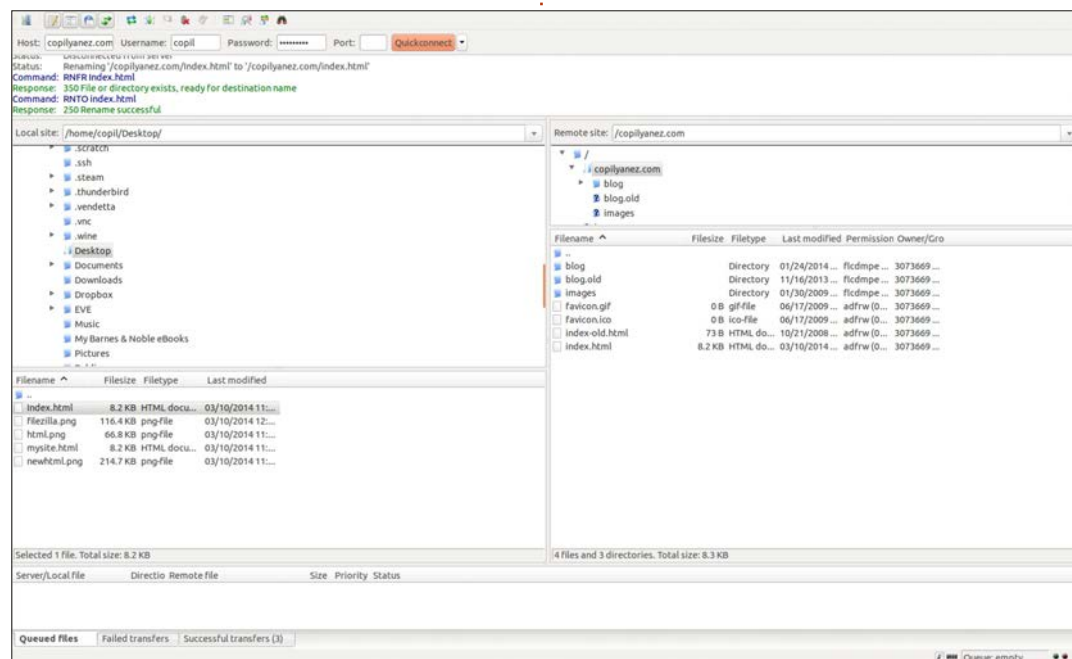 Host: copilyanez.com Username: copil Password: ••••••••• Port: Quickconnect
Status: Disconnected from server
Status: Renaming '/copilyanez.com/Index.html' to '/copilyanez.com/index.html'
Command: RNFR Index.html
Response: 350 File or directory exists, ready for destination name
Command: RNTO index.html
Response: 250 Rename successful
Local site: /home/copil/Desktop/
.scratch
.ssh
.steam
.thunderbird
.vendetta
.vnc
.wine
Desktop
Documents
Downloads
Dropbox
EVE
Music
My Barnes & Noble eBooks
Pictures
Filename Filesize Filetype Last modified
..
Index.html 8.2 KB HTML docu... 03/10/2014 11:...
filezilla.png 116.4 KB png-file 03/10/2014 12:...
html.png 66.8 KB png-file 03/10/2014 11:...
mysite.html 8.2 KB HTML docu... 03/10/2014 11:...
newhtml.png 214.7 KB png-file 03/10/2014 11:...
Selected 1 file. Total size: 8.2 KB
Remote site: /copilyanez.com
/
copilyanez.com
blog
blog.old
images
Filename Filesize Filetype Last modified Permission Owner/Gro
..
blog Directory 01/24/2014 ... flcdmpe ... 3073669 ...
blog.old Directory 11/16/2013 ... flcdmpe ... 3073669 ...
images Directory 01/30/2009 ... flcdmpe ... 3073669 ...
favicon.gif 0 B gif-file 06/17/2009 ... adfrw (0... 3073669 ...
favicon.ico 0 B ico-file 06/17/2009 ... adfrw (0... 3073669 ...
index-old.html 73 B HTML do... 10/21/2008 ... adfrw (0... 3073669 ...
index.html 8.2 KB HTML do... 03/10/2014 ... adfrw (0... 3073669 ...
4 files and 3 directories. Total size: 8.3 KB
Server/Local file Directio Remote file Size Priority Status
Queued files Failed transfers Successful transfers (3)
Queue: empty